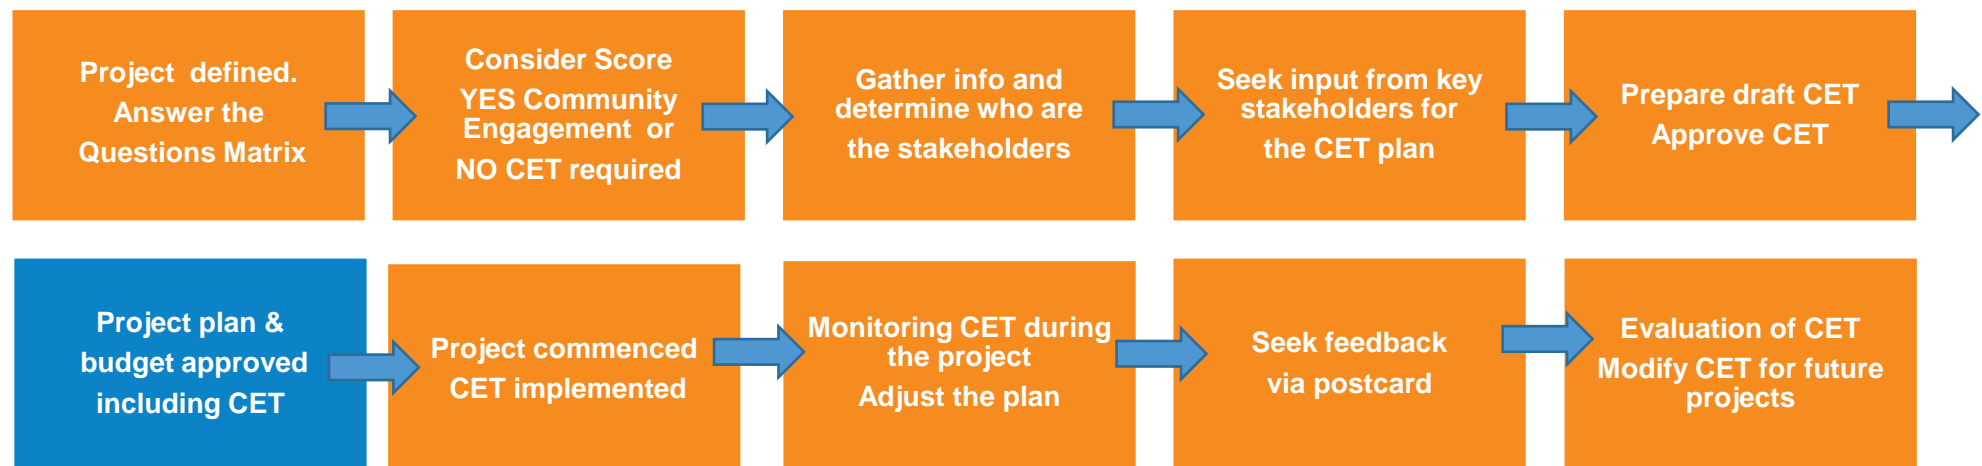 Project defined.
Answer the
Questions Matrix
Consider Score
YES Community
Engagement or
NO CET required
Gather info and
determine who are
the stakeholders
Seek input from key
stakeholders for
the CET plan
Prepare draft CET
Approve CET
Project plan &
budget approved
including CET
Project commenced
CET implemented
Monitoring CET during
the project
Adjust the plan
Seek feedback
via postcard
Evaluation of CET
Modify CET for future
projects